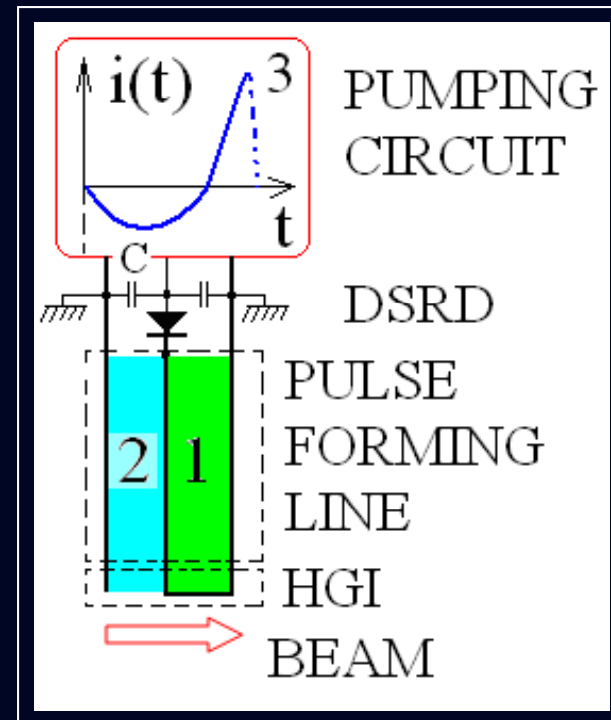 i(t)
3
PUMPING
CIRCUIT
t
C
DSRD
PULSE
FORMING
LINE
2
1
HGI
BEAM